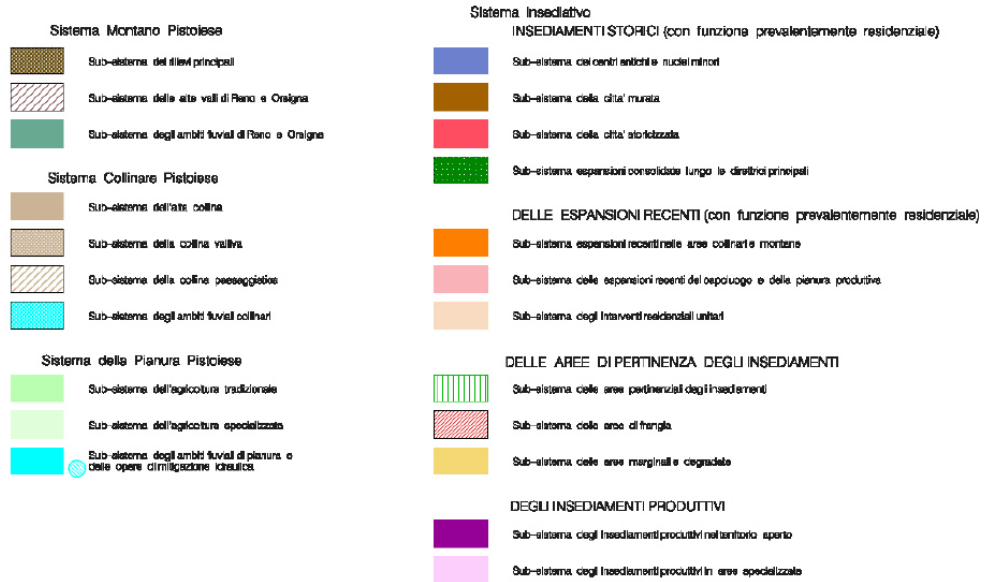 Sistema Montano Pistoiese
Sub-sistema dei rilievi principali
Sub-sistema delle alte valli di Reno e Orsigna
Sub-sistema degli ambiti fluviali di Reno e Orsigna
Sistema Collinare Pistoiese
Sub-sistema dell'alta collina
Sub-sistema della collina valliva
Sub-sistema della collina paesaggistica
Sub-sistema degli ambiti fluviali collinari
Sistema della Pianura Pistoiese
Sub-sistema dell'agricoltura tradizionale
Sub-sistema dell'agricoltura specializzata
Sub-sistema degli ambiti fluviali di pianura e
delle opere di mitigazione idraulica
Sistema Insediativo
INSEDIAMENTI STORICI (con funzione prevalentemente residenziale)
Sub-sistema dei centri antichi e nuclei minori
Sub-sistema della citta' murata
Sub-sistema della citta' storicizzata
Sub-sistema espansioni consolidate lungo le direttrici principali
DELLE ESPANSIONI RECENTI (con funzione prevalentemente residenziale)
Sub-sistema espansioni recenti nelle aree collinari e montane
Sub-sistema delle espansioni recenti del capoluogo e della pianura produttiva
Sub-sistema degli interventi residenziali unitari
DELLE AREE DI PERTINENZA DEGLI INSEDIAMENTI
Sub-sistema delle aree pertinenziali degli insediamenti
Sub-sistema delle aree di frangia
Sub-sistema delle aree marginali e degradate
DEGLI INSEDIAMENTI PRODUTTIVI
Sub-sistema degli insediamenti produttivi nel territorio aperto
Sub-sistema degli insediamenti produttivi in aree specializzate